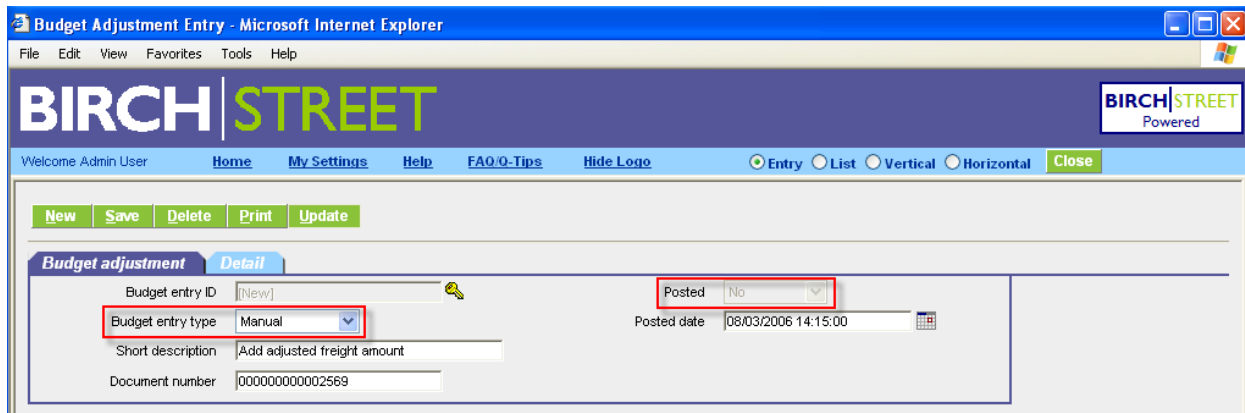 Budget Adjustment Entry - Microsoft Internet Explorer
File Edit View Favorites Tools Help
BIRCH STREET
BIRCH STREET
Powered
Welcome Admin User Home My Settings Help FAQ/Q-Tips Hide Logo Entry List Vertical Horizontal Close
New Save Delete Print Update
Budget adjustment Detail
Budget entry ID [New] Posted No
Budget entry type Manual Posted date 08/03/2006 14:15:00
Short description Add adjusted freight amount
Document number 000000000002569